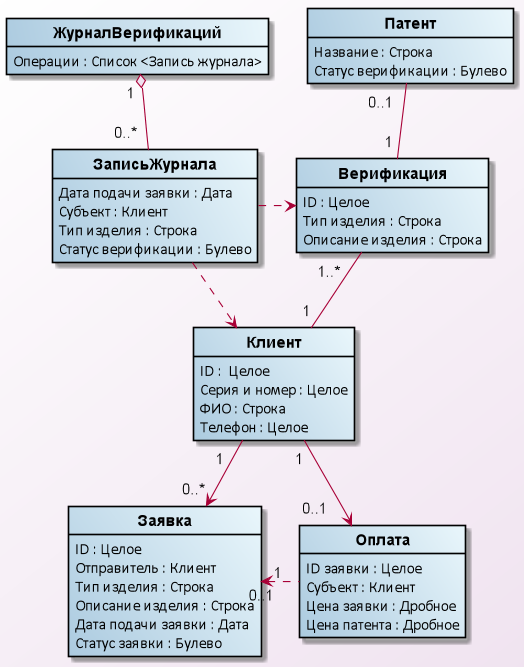 ЖурналВерификаций
Операции : Список <Запись журнала>
Патент
Название : Строка
Статус верификации : Булево
1
0..*
0..1
1
ЗаписьЖурнала
Дата подачи заявки : Дата
Субъект : Клиент
Тип изделия : Строка
Статус верификации : Булево
Верификация
ID : Целое
Тип изделия : Строка
Описание изделия : Строка
1..*
1
Клиент
ID :  Целое
Серия и номер : Целое
ФИО : Строка
Телефон : Целое
1
1
0..*
0..1
Заявка
ID : Целое
Отправитель : Клиент
Тип изделия : Строка
Описание изделия : Строка
Дата подачи заявки : Дата
Статус заявки : Булево
1
0..1
Оплата
ID заявки : Целое
Субъект : Клиент
Цена заявки : Дробное
Цена патента : Дробное